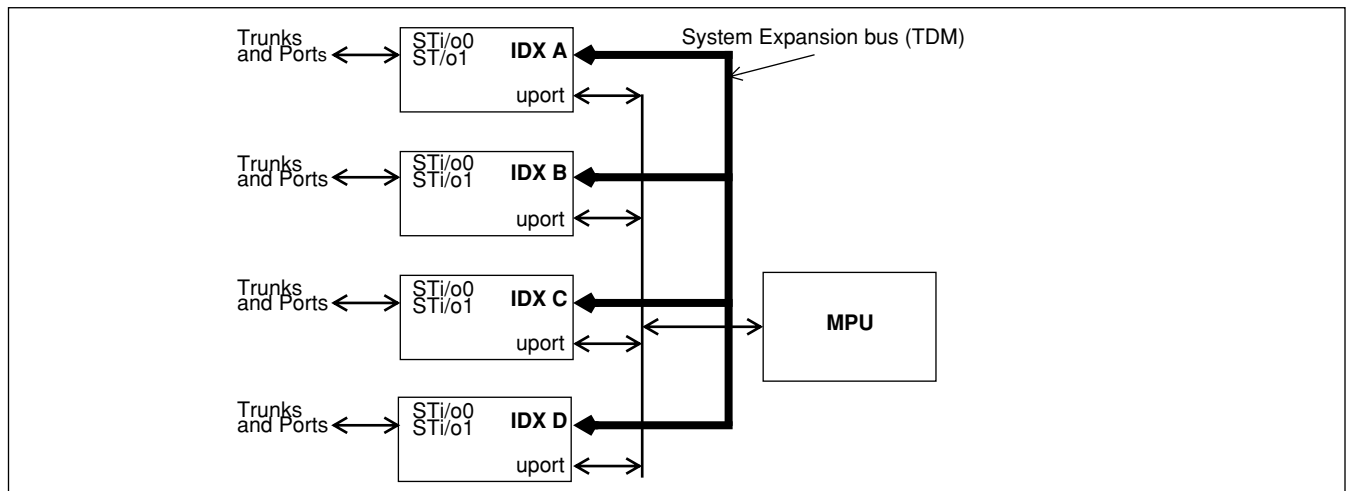 System Expansion bus (TDM)
Trunks
and Ports
STi/o0
ST/o1
IDX A
uport
Trunks
and Ports
STi/o0
STi/o1
IDX B
uport
Trunks
and Ports
STi/o0
STi/o1
IDX C
uport
MPU
Trunks
and Ports
STi/o0
STi/o1
IDX D
uport